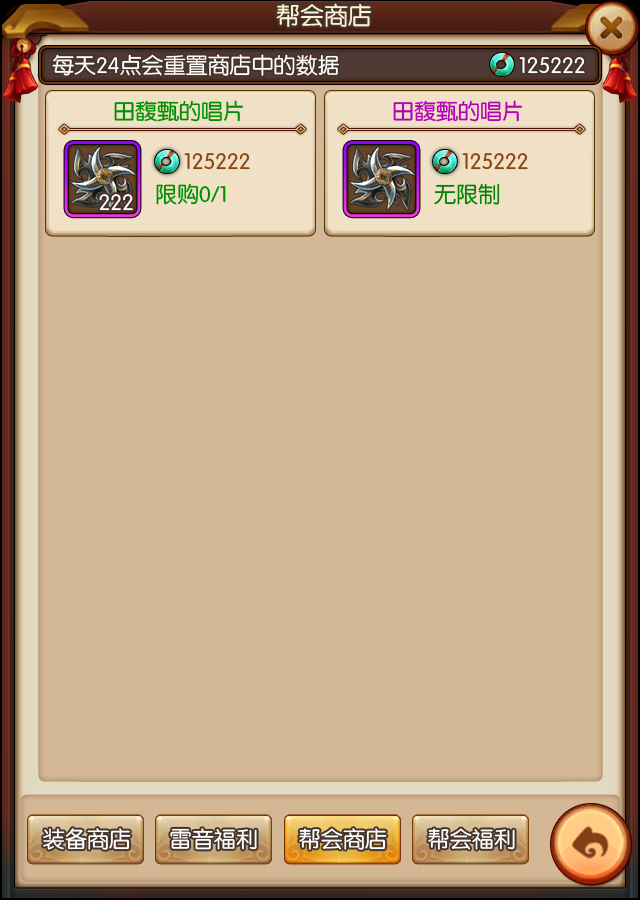 帮会商店
每天24点会重置商店中的数据 125222
田馥甄的唱片
125222
限购0/1
222
田馥甄的唱片
125222
无限制
装备商店 雷音福利 帮会商店 帮会福利